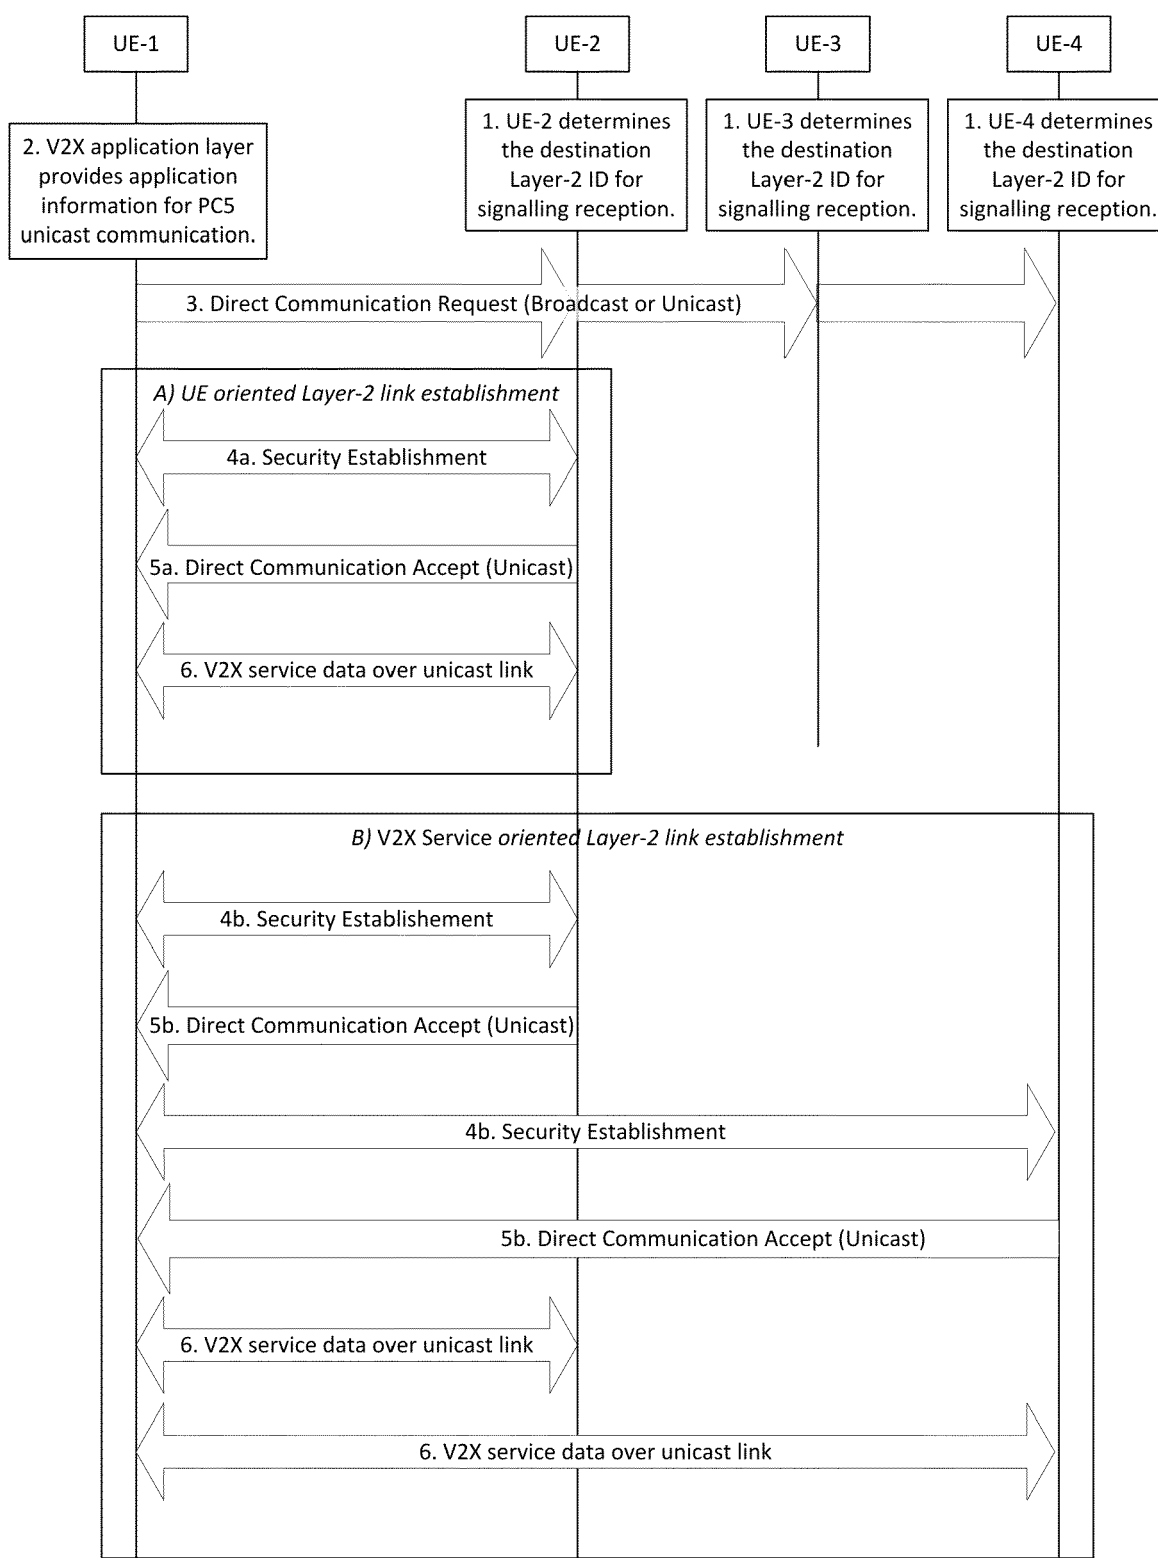 UE-1
UE-2
UE-3
UE-4
2. V2X application layer
provides application
information for PC5
unicast communication.
1. UE-2 determines
the destination
Layer-2 ID for
signalling reception.
1. UE-3 determines
the destination
Layer-2 ID for
signalling reception.
1. UE-4 determines
the destination
Layer-2 ID for
signalling reception.
3. Direct Communication Request (Broadcast or Unicast)
A) UE oriented Layer-2 link establishment
4a. Security Establishment
5a. Direct Communication Accept (Unicast)
6. V2X service data over unicast link
B) V2X Service oriented Layer-2 link establishment
4b. Security Establishement
5b. Direct Communication Accept (Unicast)
4b. Security Establishment
5b. Direct Communication Accept (Unicast)
6. V2X service data over unicast link
6. V2X service data over unicast link